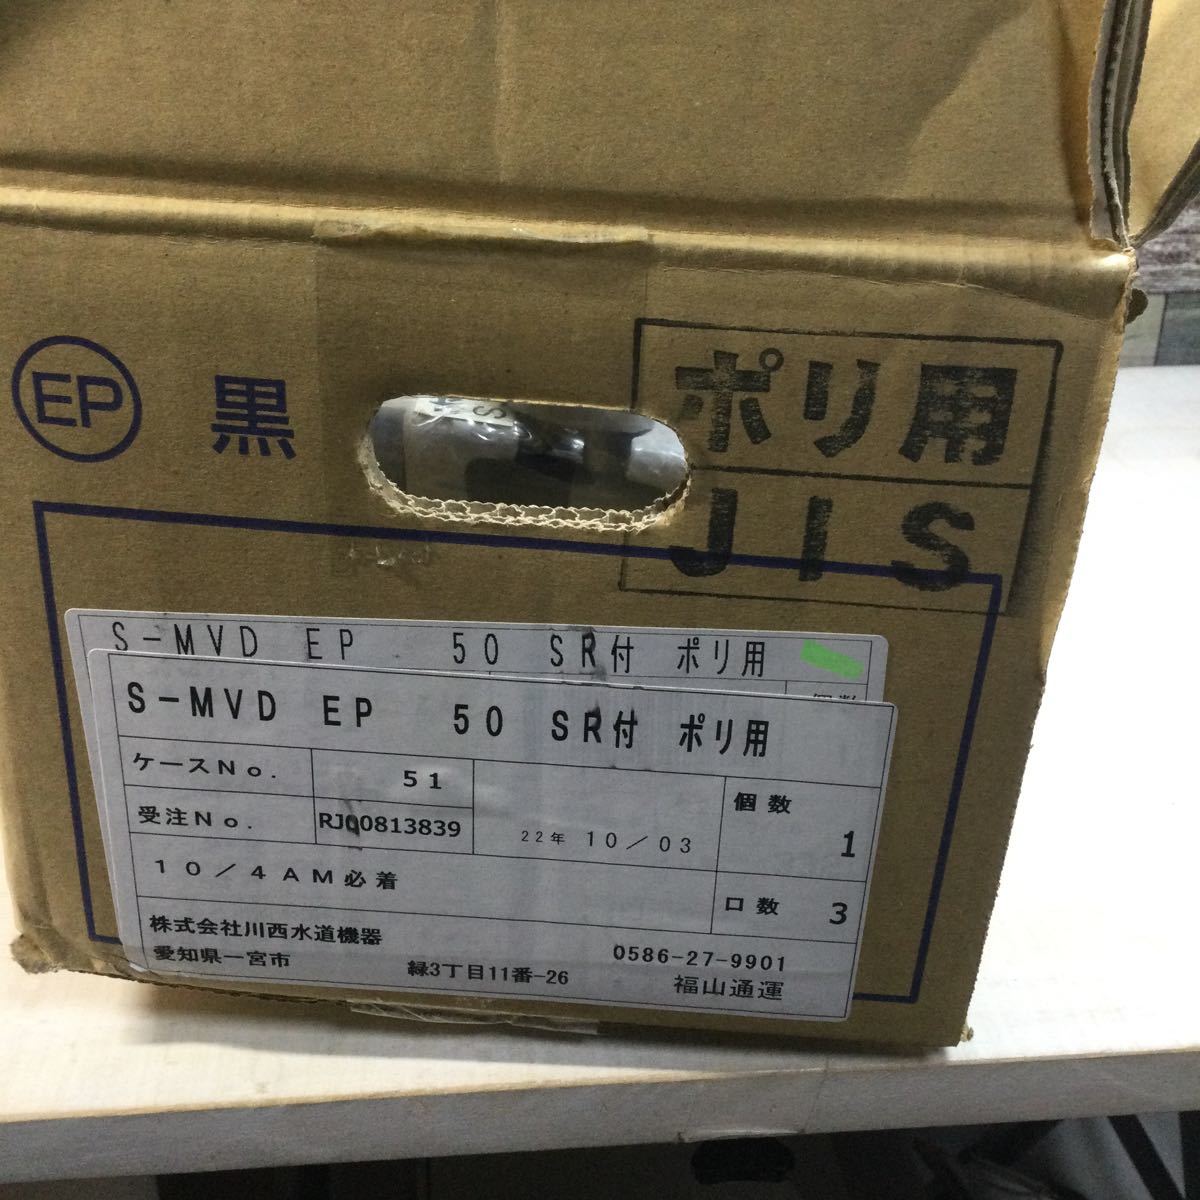 EP 黒
ポリ用
JIS
S-MVD EP 50 SR付 ポリ用
S-MVD EP 50 SR付 ポリ用
ケースNo. 51
個数 1
受注No. RJ00813839
22年 10/03
10/4AM必着
口数 3
株式会社川西水道機器
0586-27-9901
愛知県一宮市 緑3丁目11番-26 福山通運